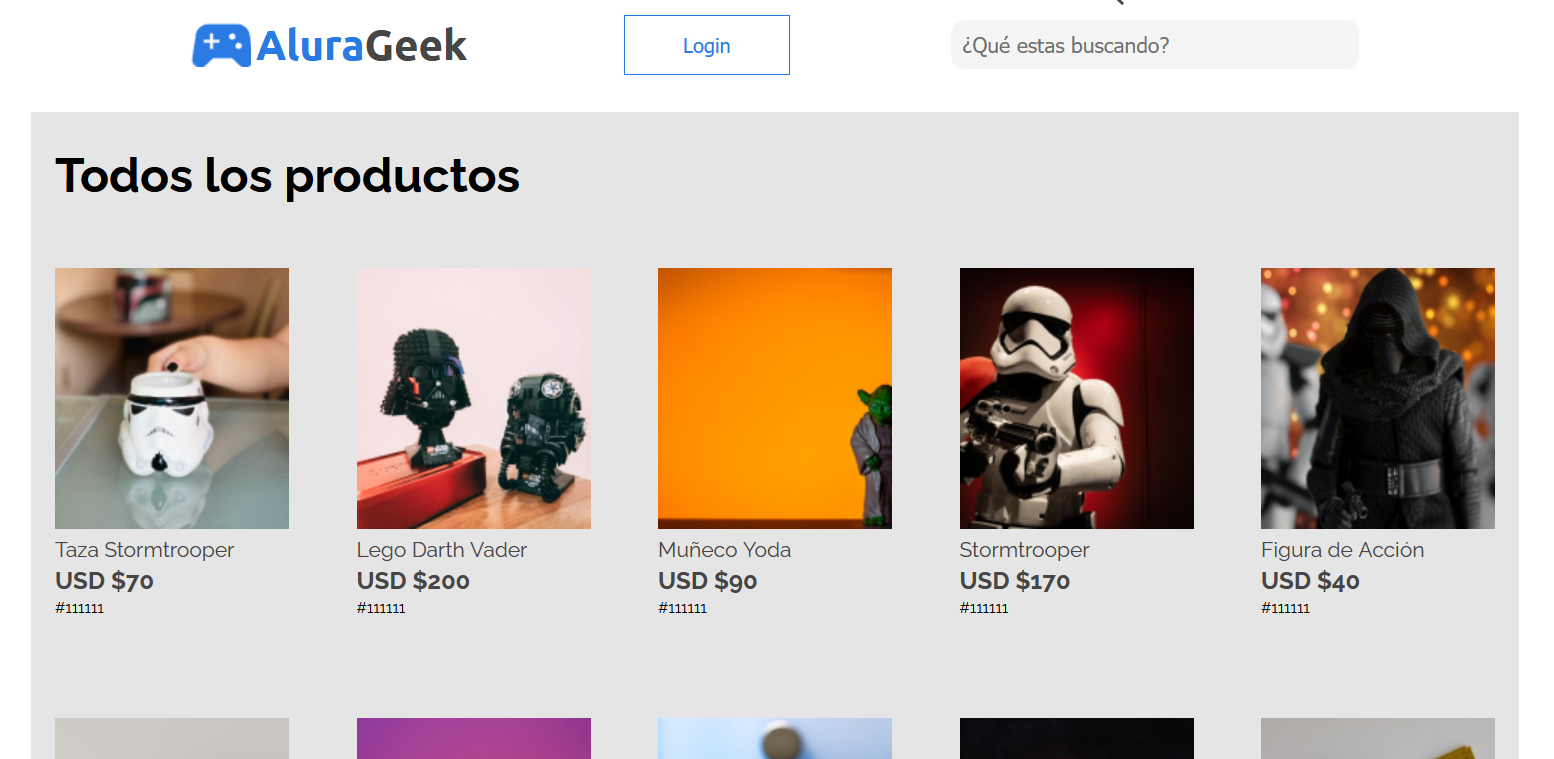 AluraGeek
Login
¿Qué estas buscando?
Todos los productos
Taza Stormtrooper
USD $70
#111111
Lego Darth Vader
USD $200
#111111
Muñeco Yoda
USD $90
#111111
Stormtrooper
USD $170
#111111
Figura de Acción
USD $40
#111111